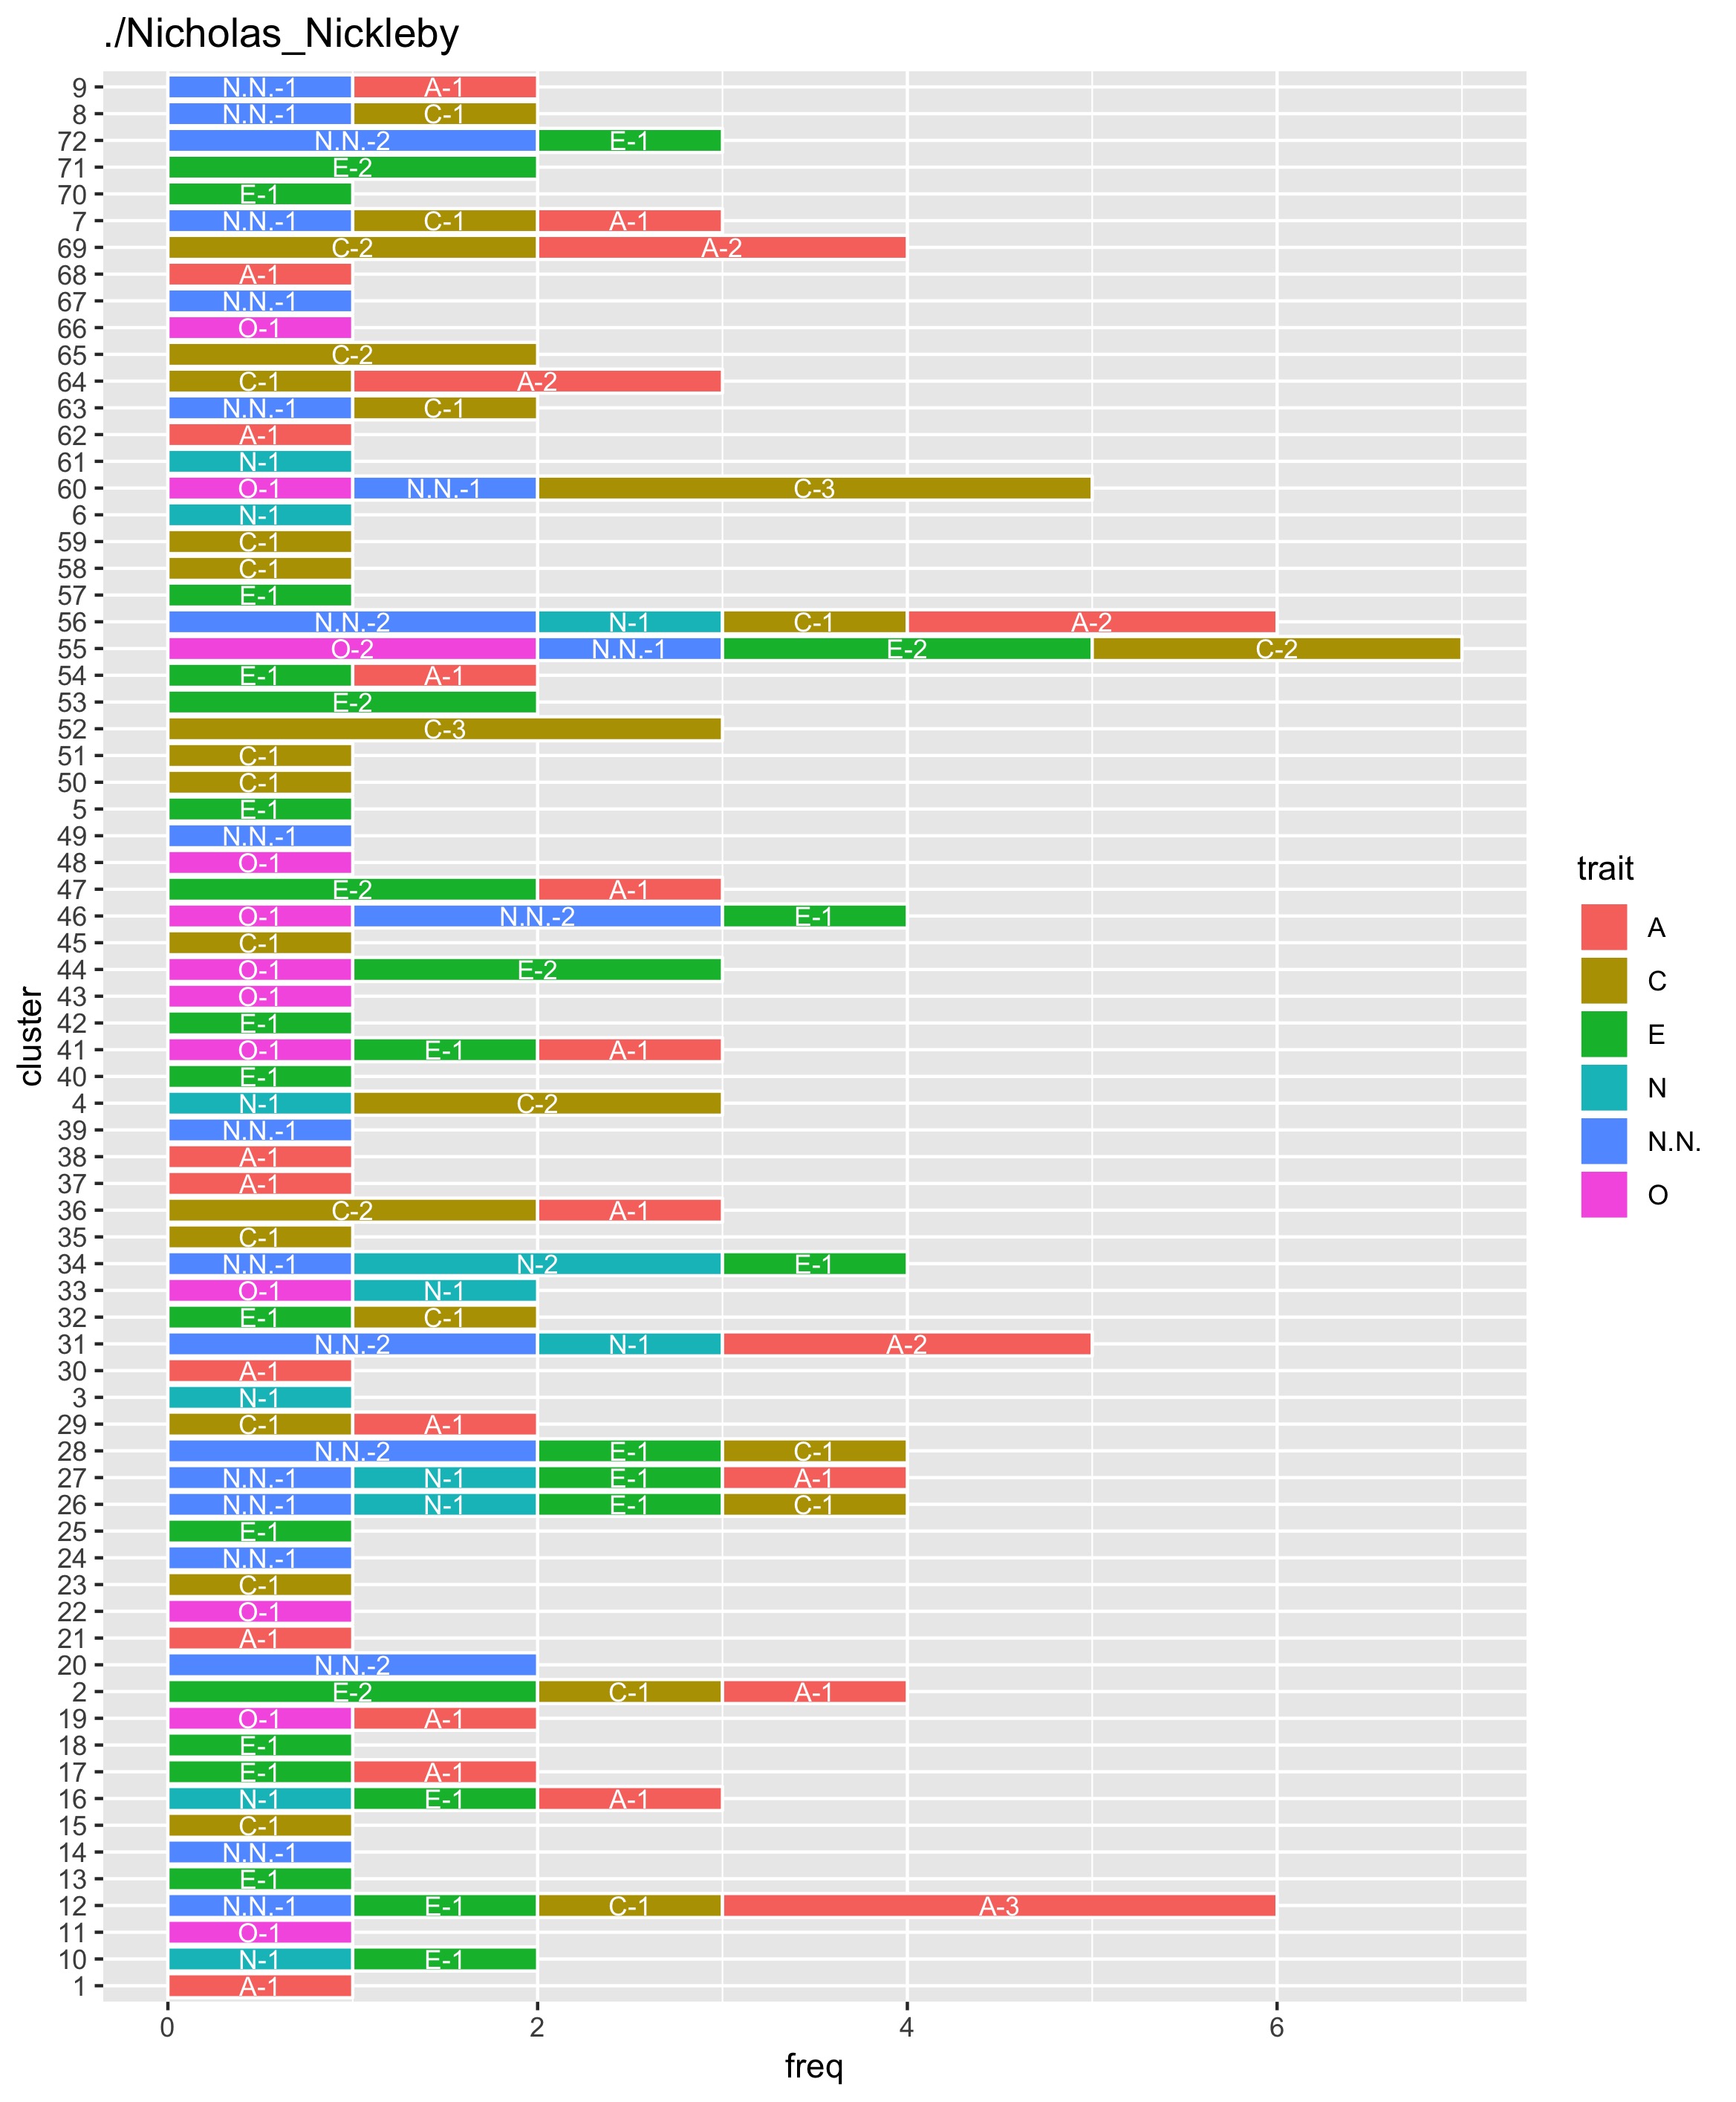 ./Nicholas_Nickleby
9 N.N.-1 A-1
8 N.N.-1 C-1
72 N.N.-2 E-1
71 E-2
70 E-1
7 N.N.-1 C-1 A-1
69 C-2 A-2
68 A-1
67 N.N.-1
66 O-1
65 C-2
64 C-1 A-2
63 N.N.-1 C-1
62 A-1
61 N-1
60 O-1 N.N.-1 C-3
6 N-1
59 C-1
58 C-1
57 E-1
56 N.N.-2 N-1 C-1 A-2
55 O-2 N.N.-1 E-2 C-2
54 E-1 A-1
53 E-2
52 C-3
51 C-1
50 C-1
5 E-1
49 N.N.-1
48 O-1
47 E-2 A-1
46 O-1 N.N.-2 E-1
45 C-1
44 O-1 E-2
43 O-1
42 E-1
41 O-1 E-1 A-1
40 E-1
4 N-1 C-2
39 N.N.-1
38 A-1
37 A-1
36 C-2 A-1
35 C-1
34 N.N.-1 N-2 E-1
33 O-1 N-1
32 E-1 C-1
31 N.N.-2 N-1 A-2
30 A-1
3 N-1
29 C-1 A-1
28 N.N.-2 E-1 C-1
27 N.N.-1 N-1 E-1 A-1
26 N.N.-1 N-1 E-1 C-1
25 E-1
24 N.N.-1
23 C-1
22 O-1
21 A-1
20 N.N.-2
2 E-2 C-1 A-1
19 O-1 A-1
18 E-1
17 E-1 A-1
16 N-1 E-1 A-1
15 C-1
14 N.N.-1
13 E-1
12 N.N.-1 E-1 C-1 A-3
11 O-1
10 N-1 E-1
1 A-1
0 2 4 6
freq
cluster
trait
A
C
E
N
N.N.
O